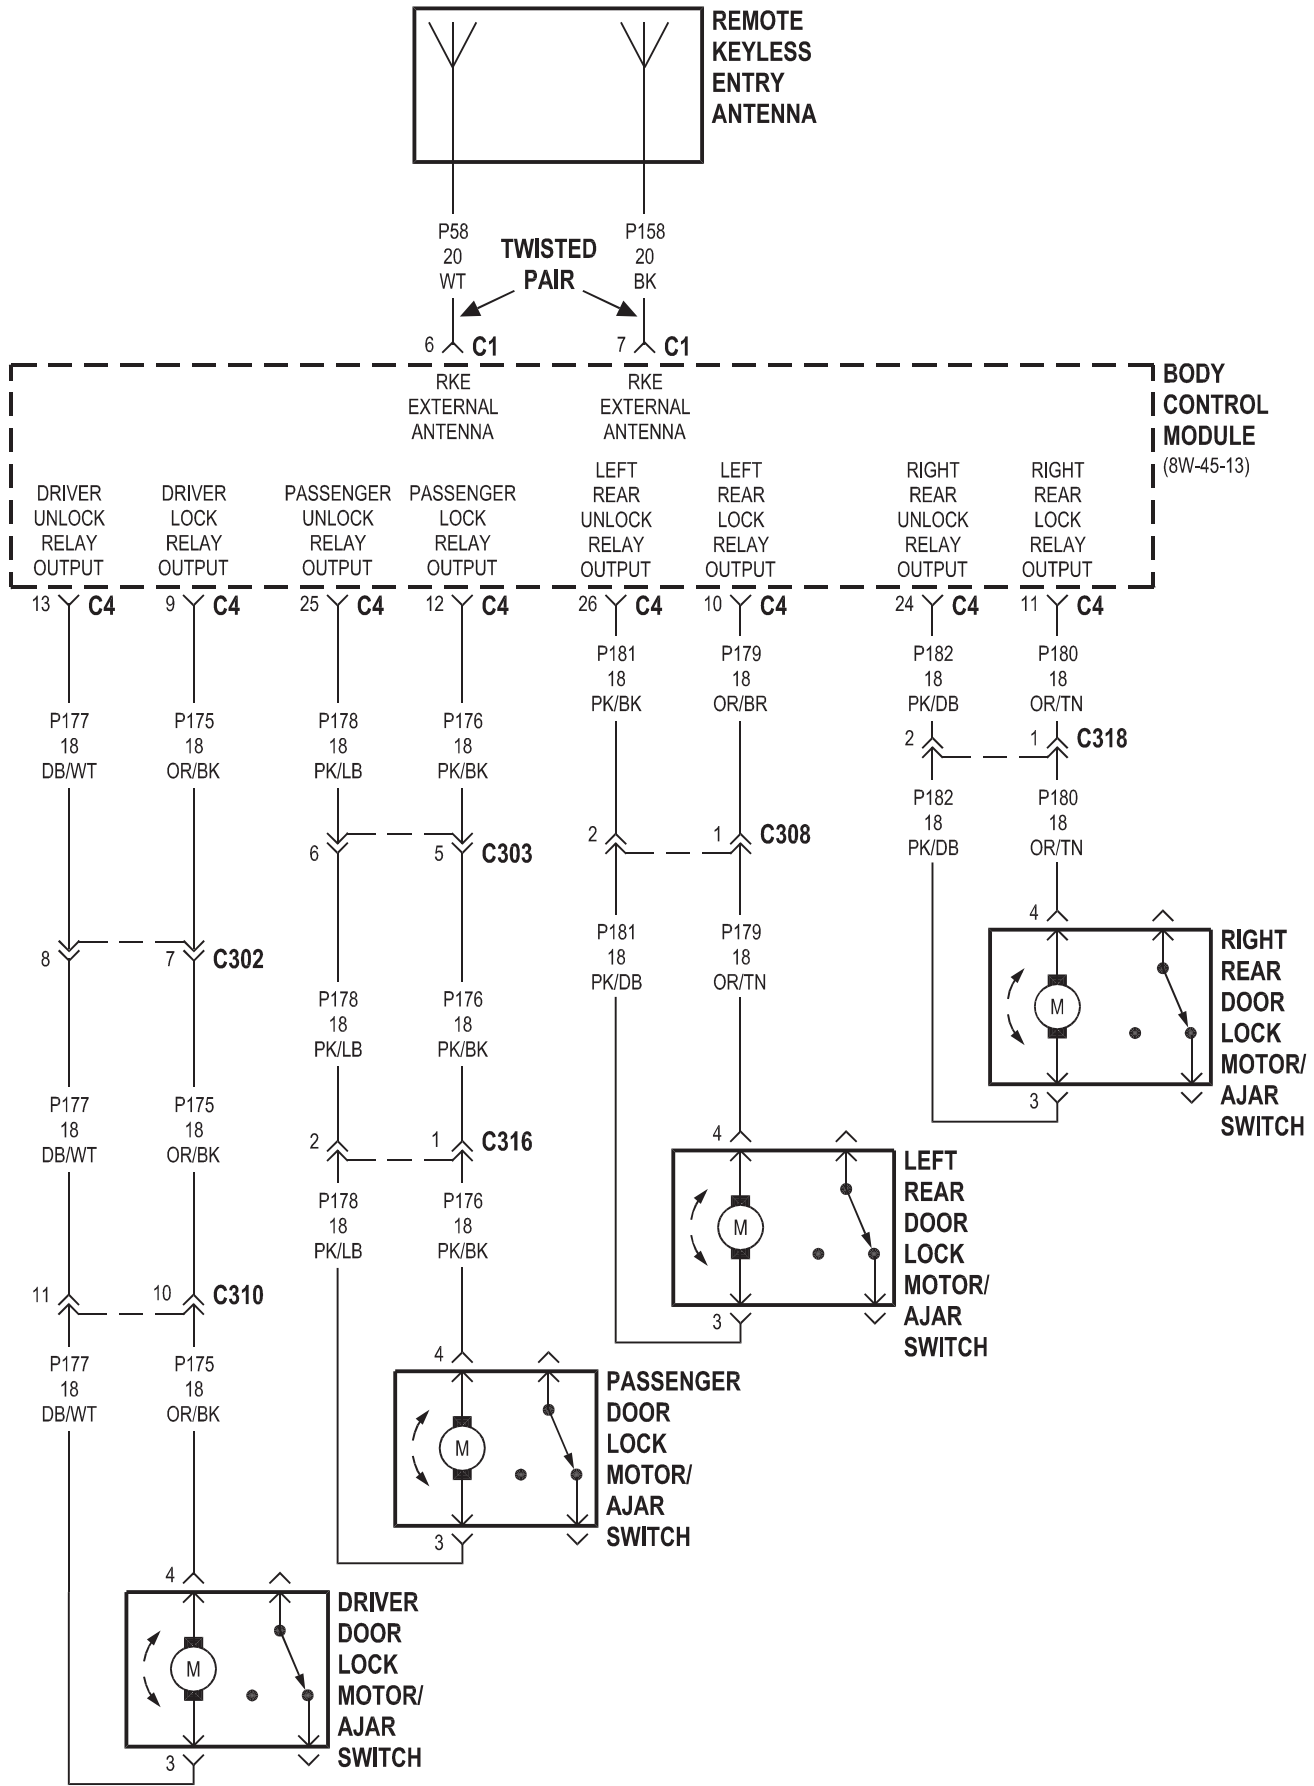 REMOTE
KEYLESS
ENTRY
ANTENNA
P58
20
WT
TWISTED
PAIR
P158
20
BK
6 C1
7 C1
RKE
EXTERNAL
ANTENNA
RKE
EXTERNAL
ANTENNA
BODY
CONTROL
MODULE
(8W-45-13)
DRIVER
UNLOCK
RELAY
OUTPUT
DRIVER
LOCK
RELAY
OUTPUT
PASSENGER
UNLOCK
RELAY
OUTPUT
PASSENGER
LOCK
RELAY
OUTPUT
LEFT
REAR
UNLOCK
RELAY
OUTPUT
LEFT
REAR
LOCK
RELAY
OUTPUT
RIGHT
REAR
UNLOCK
RELAY
OUTPUT
RIGHT
REAR
LOCK
RELAY
OUTPUT
13 C4
9 C4
25 C4
12 C4
26 C4
10 C4
24 C4
11 C4
P181
18
PK/BK
P179
18
OR/BR
P182
18
PK/DB
P180
18
OR/TN
P177
18
DB/WT
P175
18
OR/BK
P178
18
PK/LB
P176
18
PK/BK
2 1 C318
P182
18
PK/DB
P180
18
OR/TN
6 5 C303
2 1 C308
4
P181
18
PK/DB
P179
18
OR/TN
8 7 C302
RIGHT
REAR
DOOR
LOCK
MOTOR/
AJAR
SWITCH
M
3
P178
18
PK/LB
P176
18
PK/BK
P177
18
DB/WT
P175
18
OR/BK
2 1 C316
4
LEFT
REAR
DOOR
LOCK
MOTOR/
AJAR
SWITCH
M
3
P178
18
PK/LB
P176
18
PK/BK
11 10 C310
P177
18
DB/WT
P175
18
OR/BK
4
PASSENGER
DOOR
LOCK
MOTOR/
AJAR
SWITCH
M
3
4
DRIVER
DOOR
LOCK
MOTOR/
AJAR
SWITCH
M
3